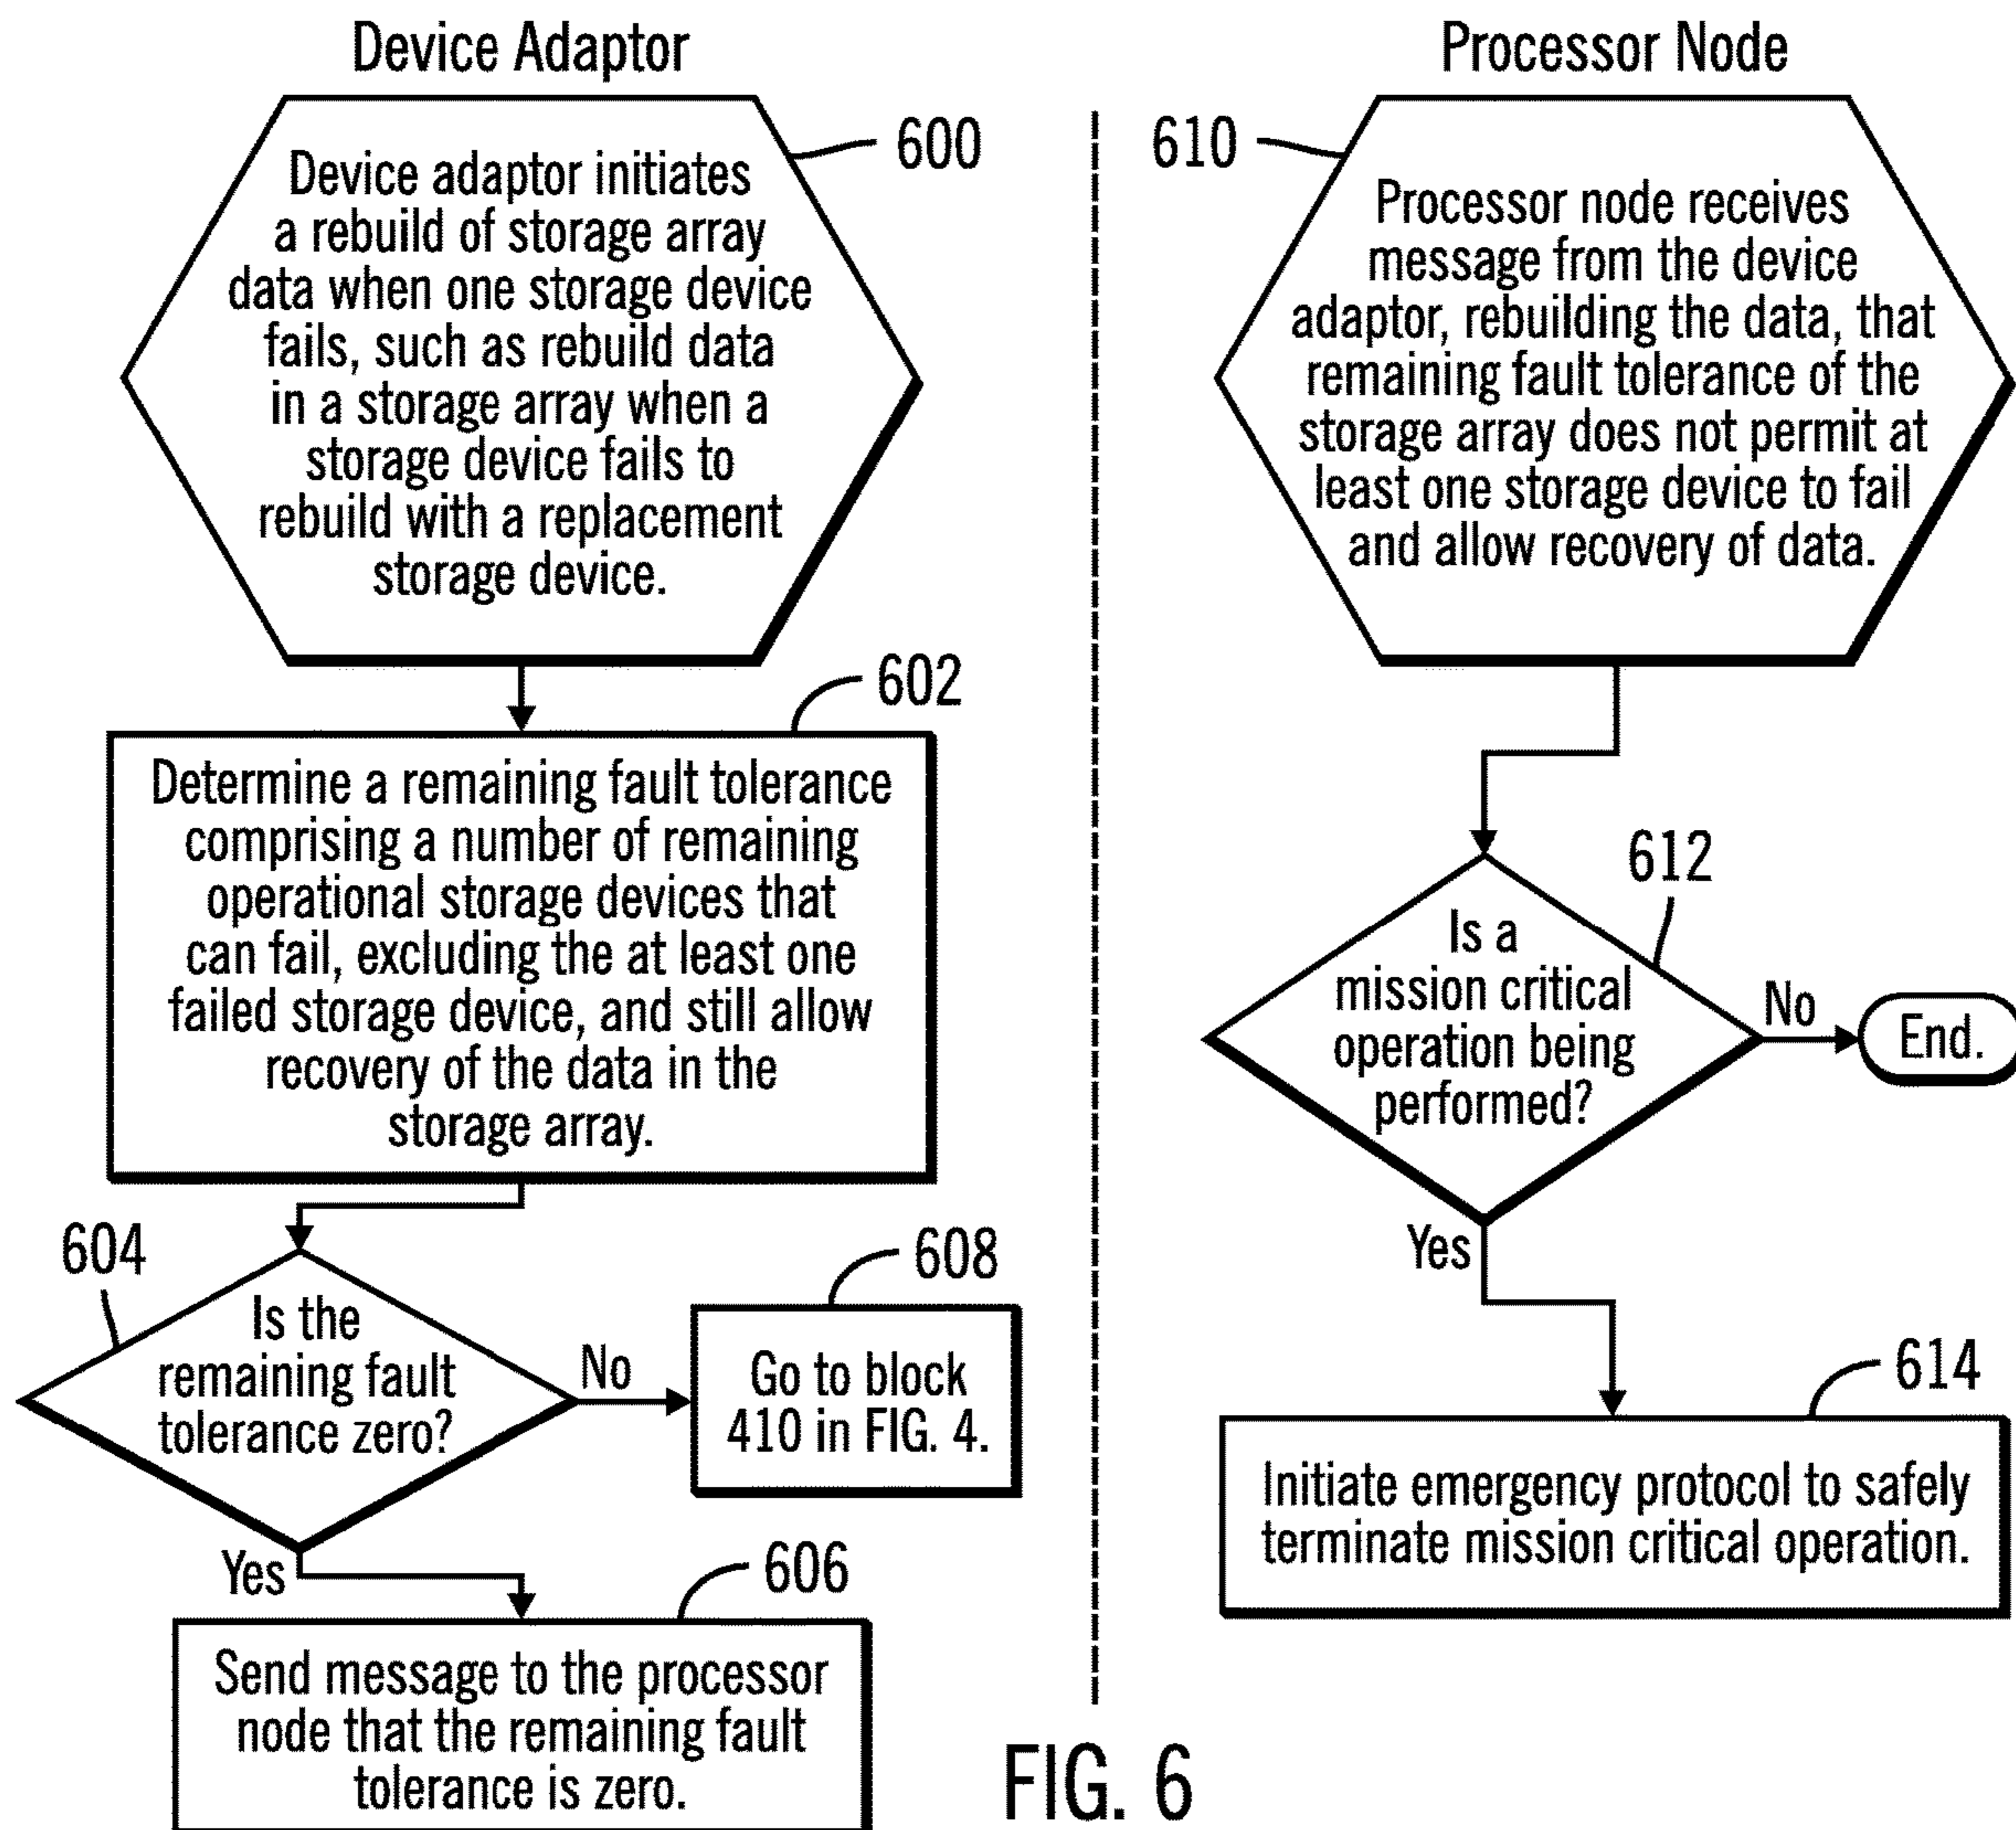 Device Adaptor
600
Device adaptor initiates
a rebuild of storage array
data when one storage device
fails, such as rebuild data
in a storage array when a
storage device fails to
rebuild with a replacement
storage device.
602
Determine a remaining fault tolerance
comprising a number of remaining
operational storage devices that
can fail, excluding the at least one
failed storage device, and still allow
recovery of the data in the
storage array.
604
Is the
remaining fault
tolerance zero?
No
608
Go to block
410 in FIG. 4.
Yes
606
Send message to the processor
node that the remaining fault
tolerance is zero.
Processor Node
610
Processor node receives
message from the device
adaptor, rebuilding the data, that
remaining fault tolerance of the
storage array does not permit at
least one storage device to fail
and allow recovery of data.
612
Is a
mission critical
operation being
performed?
No
End.
Yes
614
Initiate emergency protocol to safely
terminate mission critical operation.
FIG. 6